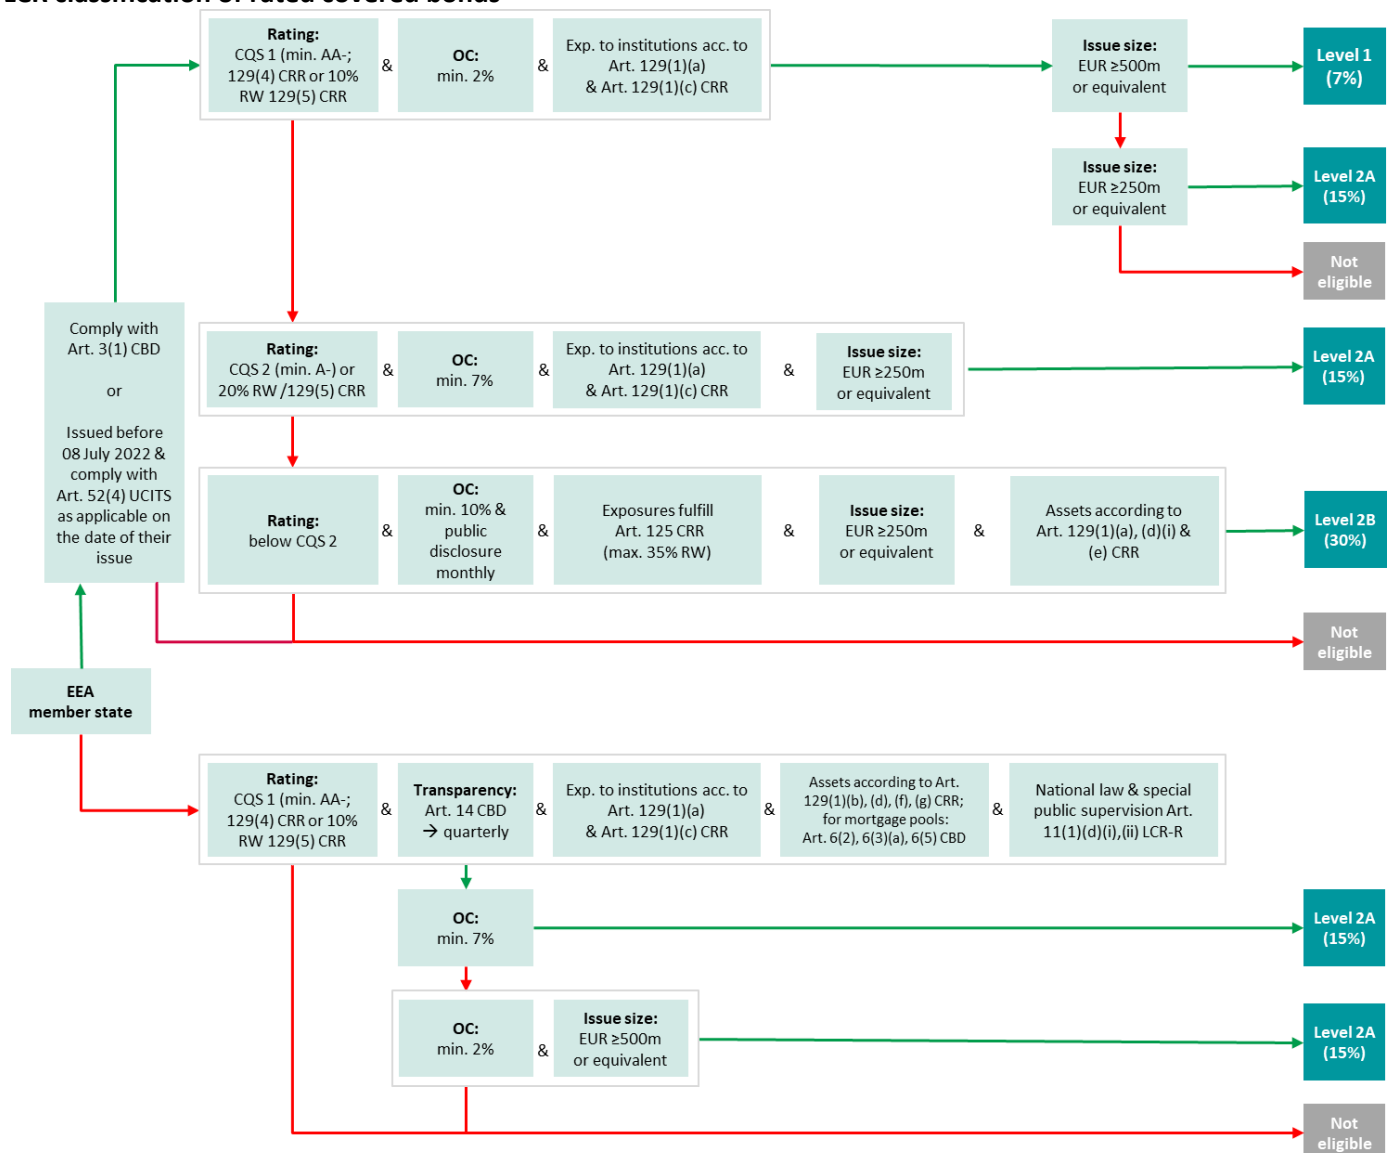 LCR classification of rated covered bonds
Rating:
CQS 1 (min. AA-;
129(4) CRR or 10%
RW 129(5) CRR
&
OC:
min. 2%
&
Exp. to institutions acc. to
Art. 129(1)(a)
& Art. 129(1)(c) CRR
Issue size:
EUR ≥500m
or equivalent
Level 1
(7%)
Issue size:
EUR ≥250m
or equivalent
Level 2A
(15%)
Not
eligible
Comply with
Art. 3(1) CBD
or
Issued before
08 July 2022 &
comply with
Art. 52(4) UCITS
as applicable on
the date of their
issue
Rating:
CQS 2 (min. A-) or
20% RW /129(5) CRR
&
OC:
min. 7%
&
Exp. to institutions acc. to
Art. 129(1)(a)
& Art. 129(1)(c) CRR
&
Issue size:
EUR ≥250m
or equivalent
Level 2A
(15%)
Rating:
below CQS 2
&
OC:
min. 10% &
public
disclosure
monthly
&
Exposures fulfill
Art. 125 CRR
(max. 35% RW)
&
Issue size:
EUR ≥250m
or equivalent
&
Assets according to
Art. 129(1)(a), (d)(i) &
(e) CRR
Level 2B
(30%)
Not
eligible
EEA
member state
Rating:
CQS 1 (min. AA-;
129(4) CRR or 10%
RW 129(5) CRR
&
Transparency:
Art. 14 CBD
→ quarterly
&
Exp. to institutions acc. to
Art. 129(1)(a)
& Art. 129(1)(c) CRR
&
Assets according to Art.
129(1)(b), (d), (f), (g) CRR;
for mortgage pools:
Art. 6(2), 6(3)(a), 6(5) CBD
&
National law & special
public supervision Art.
11(1)(d)(i),(ii) LCR-R
OC:
min. 7%
Level 2A
(15%)
OC:
min. 2%
&
Issue size:
EUR ≥500m
or equivalent
Level 2A
(15%)
Not
eligible